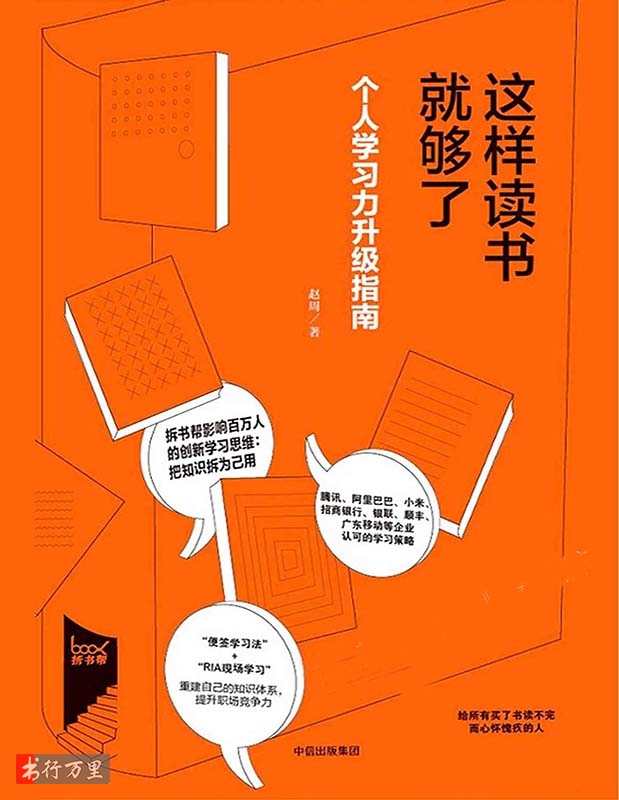 这样读书
就够了
个人学习力升级指南
赵周／著
拆书帮影响百万人
的创新学习思维：
把知识拆为己用
腾讯、阿里巴巴、小米、
招商银行、银联、顺丰、
广东移动等企业
认可的学习策略
“便签学习法”
+
“RIA现场学习”
重建自己的知识体系，
提升职场竞争力
book
拆书帮
给所有买了书读不完
而心怀愧疚的人
中信出版集团
书行万里